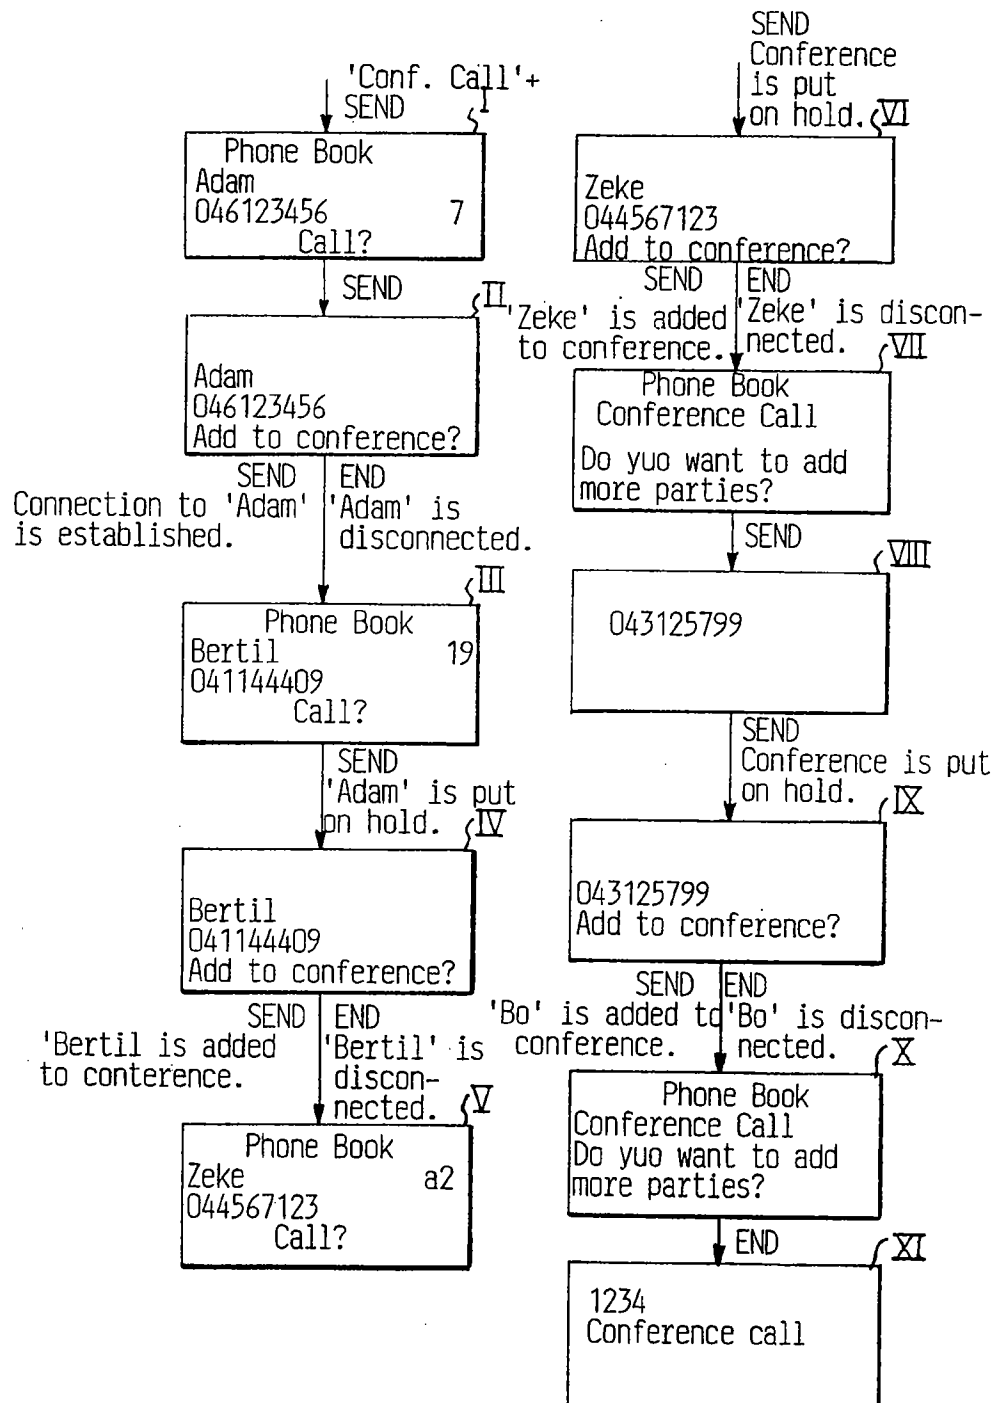 'Conf. Call'+
SEND
I
Phone Book
Adam
046123456 7
Call?
SEND
II
Adam
046123456
Add to conference?
SEND END
Connection to 'Adam' 'Adam' is
is established. disconnected.
III
Phone Book
Bertil 19
041144409
Call?
SEND
'Adam' is put
on hold.
IV
Bertil
041144409
Add to conference?
SEND END
'Bertil is added 'Bertil' is
to conterence. discon-
nected.
V
Phone Book
Zeke a2
044567123
Call?
SEND
Conference
is put
on hold.
VI
Zeke
044567123
Add to conference?
SEND END
'Zeke' is added 'Zeke' is discon-
to conference. nected.
VII
Phone Book
Conference Call
Do yuo want to add
more parties?
SEND
VIII
043125799
SEND
Conference is put
on hold.
IX
043125799
Add to conference?
SEND END
'Bo' is added to 'Bo' is discon-
conference. nected.
X
Phone Book
Conference Call
Do yuo want to add
more parties?
END
XI
1234
Conference call